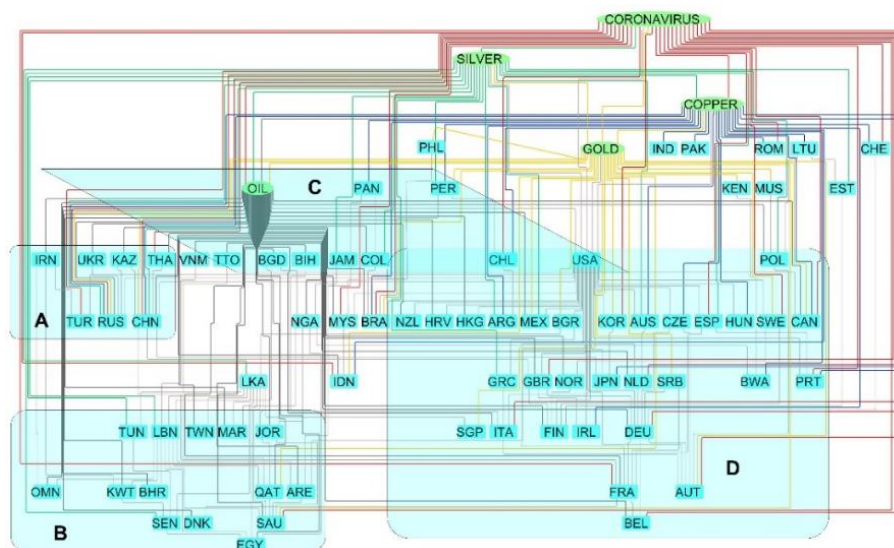 CORONAVIRUS
SILVER
COPPER
PHL GOLD IND PAK ROM LTU CHE
OIL C PAN PER KEN MUS EST
IRN UKR KAZ THA VNM TTO BGD BIH JAM COL CHL USA POL
A TUR RUS CHN NGA MYS BRA NZL HRV HKG ARG MEX BGR KOR AUS CZE ESP HUN SWE CAN
LKA IDN GRC GBR NOR JPN NLD SRB BWA PRT
TUN LBN TWN MAR JOR SGP ITA FIN IRL DEU
OMN KWT BHR QAT ARE FRA AUT D
B SEN DNK SAU BEL
EGY